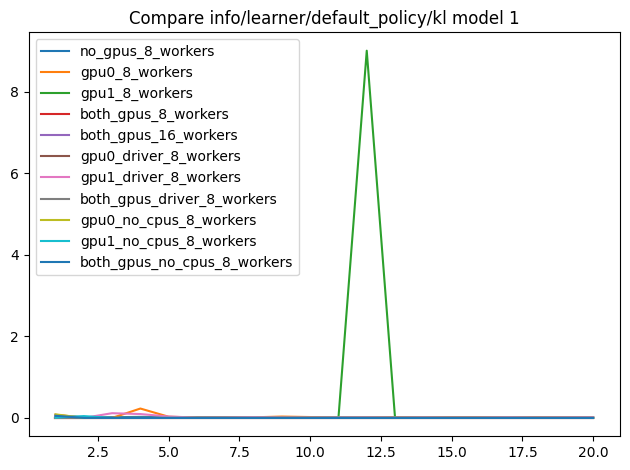 Compare info/learner/default_policy/kl model 1
no_gpus_8_workers
gpu0_8_workers
gpu1_8_workers
both_gpus_8_workers
both_gpus_16_workers
gpu0_driver_8_workers
gpu1_driver_8_workers
both_gpus_driver_8_workers
gpu0_no_cpus_8_workers
gpu1_no_cpus_8_workers
both_gpus_no_cpus_8_workers
8
6
4
2
0
2.5 5.0 7.5 10.0 12.5 15.0 17.5 20.0